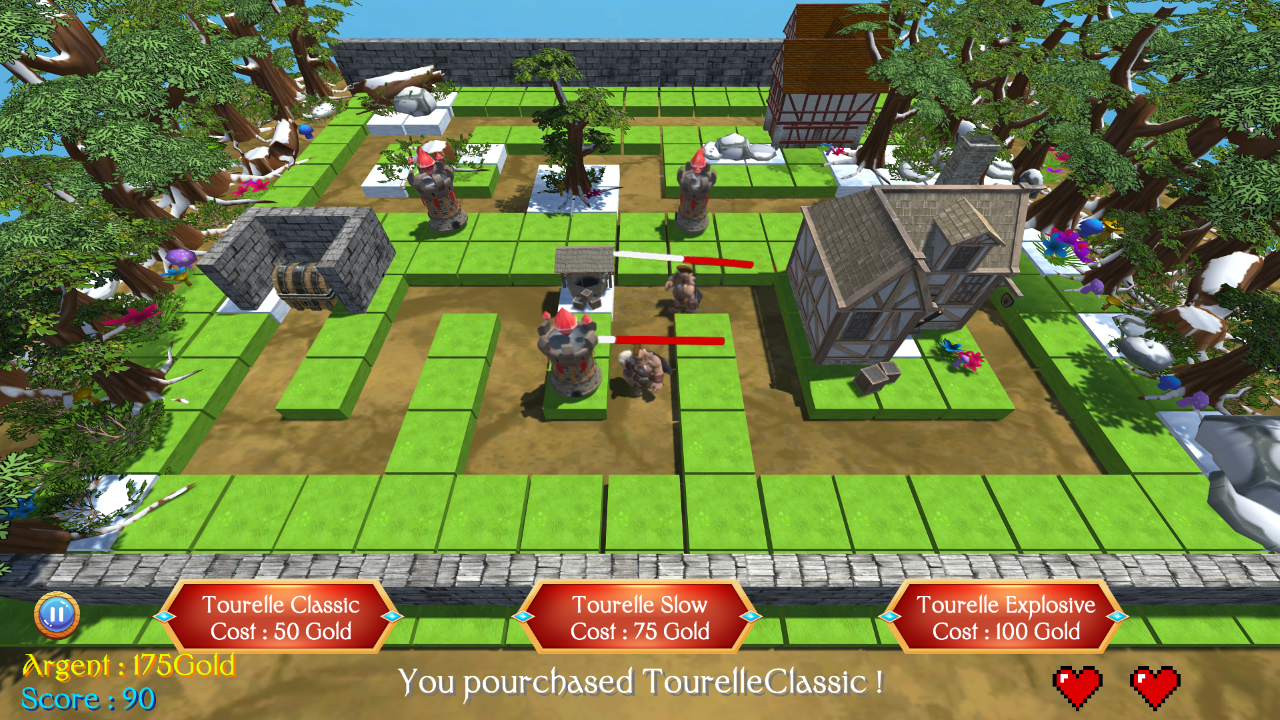 Tourelle Classic
Cost : 50 Gold
Tourelle Slow
Cost : 75 Gold
Tourelle Explosive
Cost : 100 Gold
Argent : 175Gold
Score : 90
You pourchased TourelleClassic !